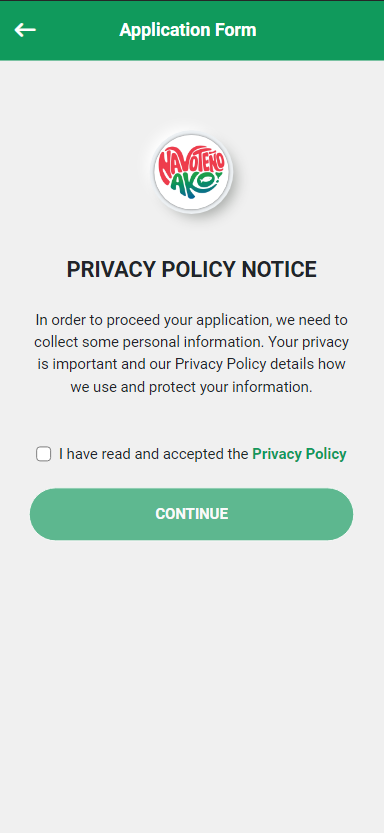 Application Form
NAVOTEÑO
AKO!
PRIVACY POLICY NOTICE
In order to proceed your application, we need to
collect some personal information. Your privacy
is important and our Privacy Policy details how
we use and protect your information.
I have read and accepted the Privacy Policy
CONTINUE